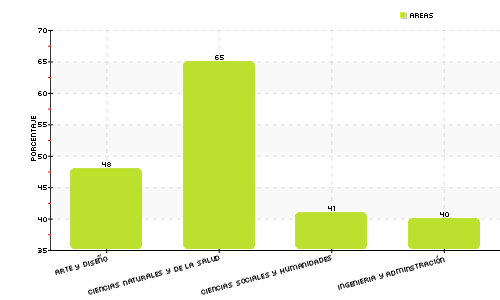 AREAS
70
65
60
55
50
45
40
35
PORCENTAJE
48
65
41
40
ARTE Y DISEÑO
CIENCIAS NATURALES Y DE LA SALUD
CIENCIAS SOCIALES Y HUMANIDADES
INGENIERIA Y ADMINSTRACIÓN